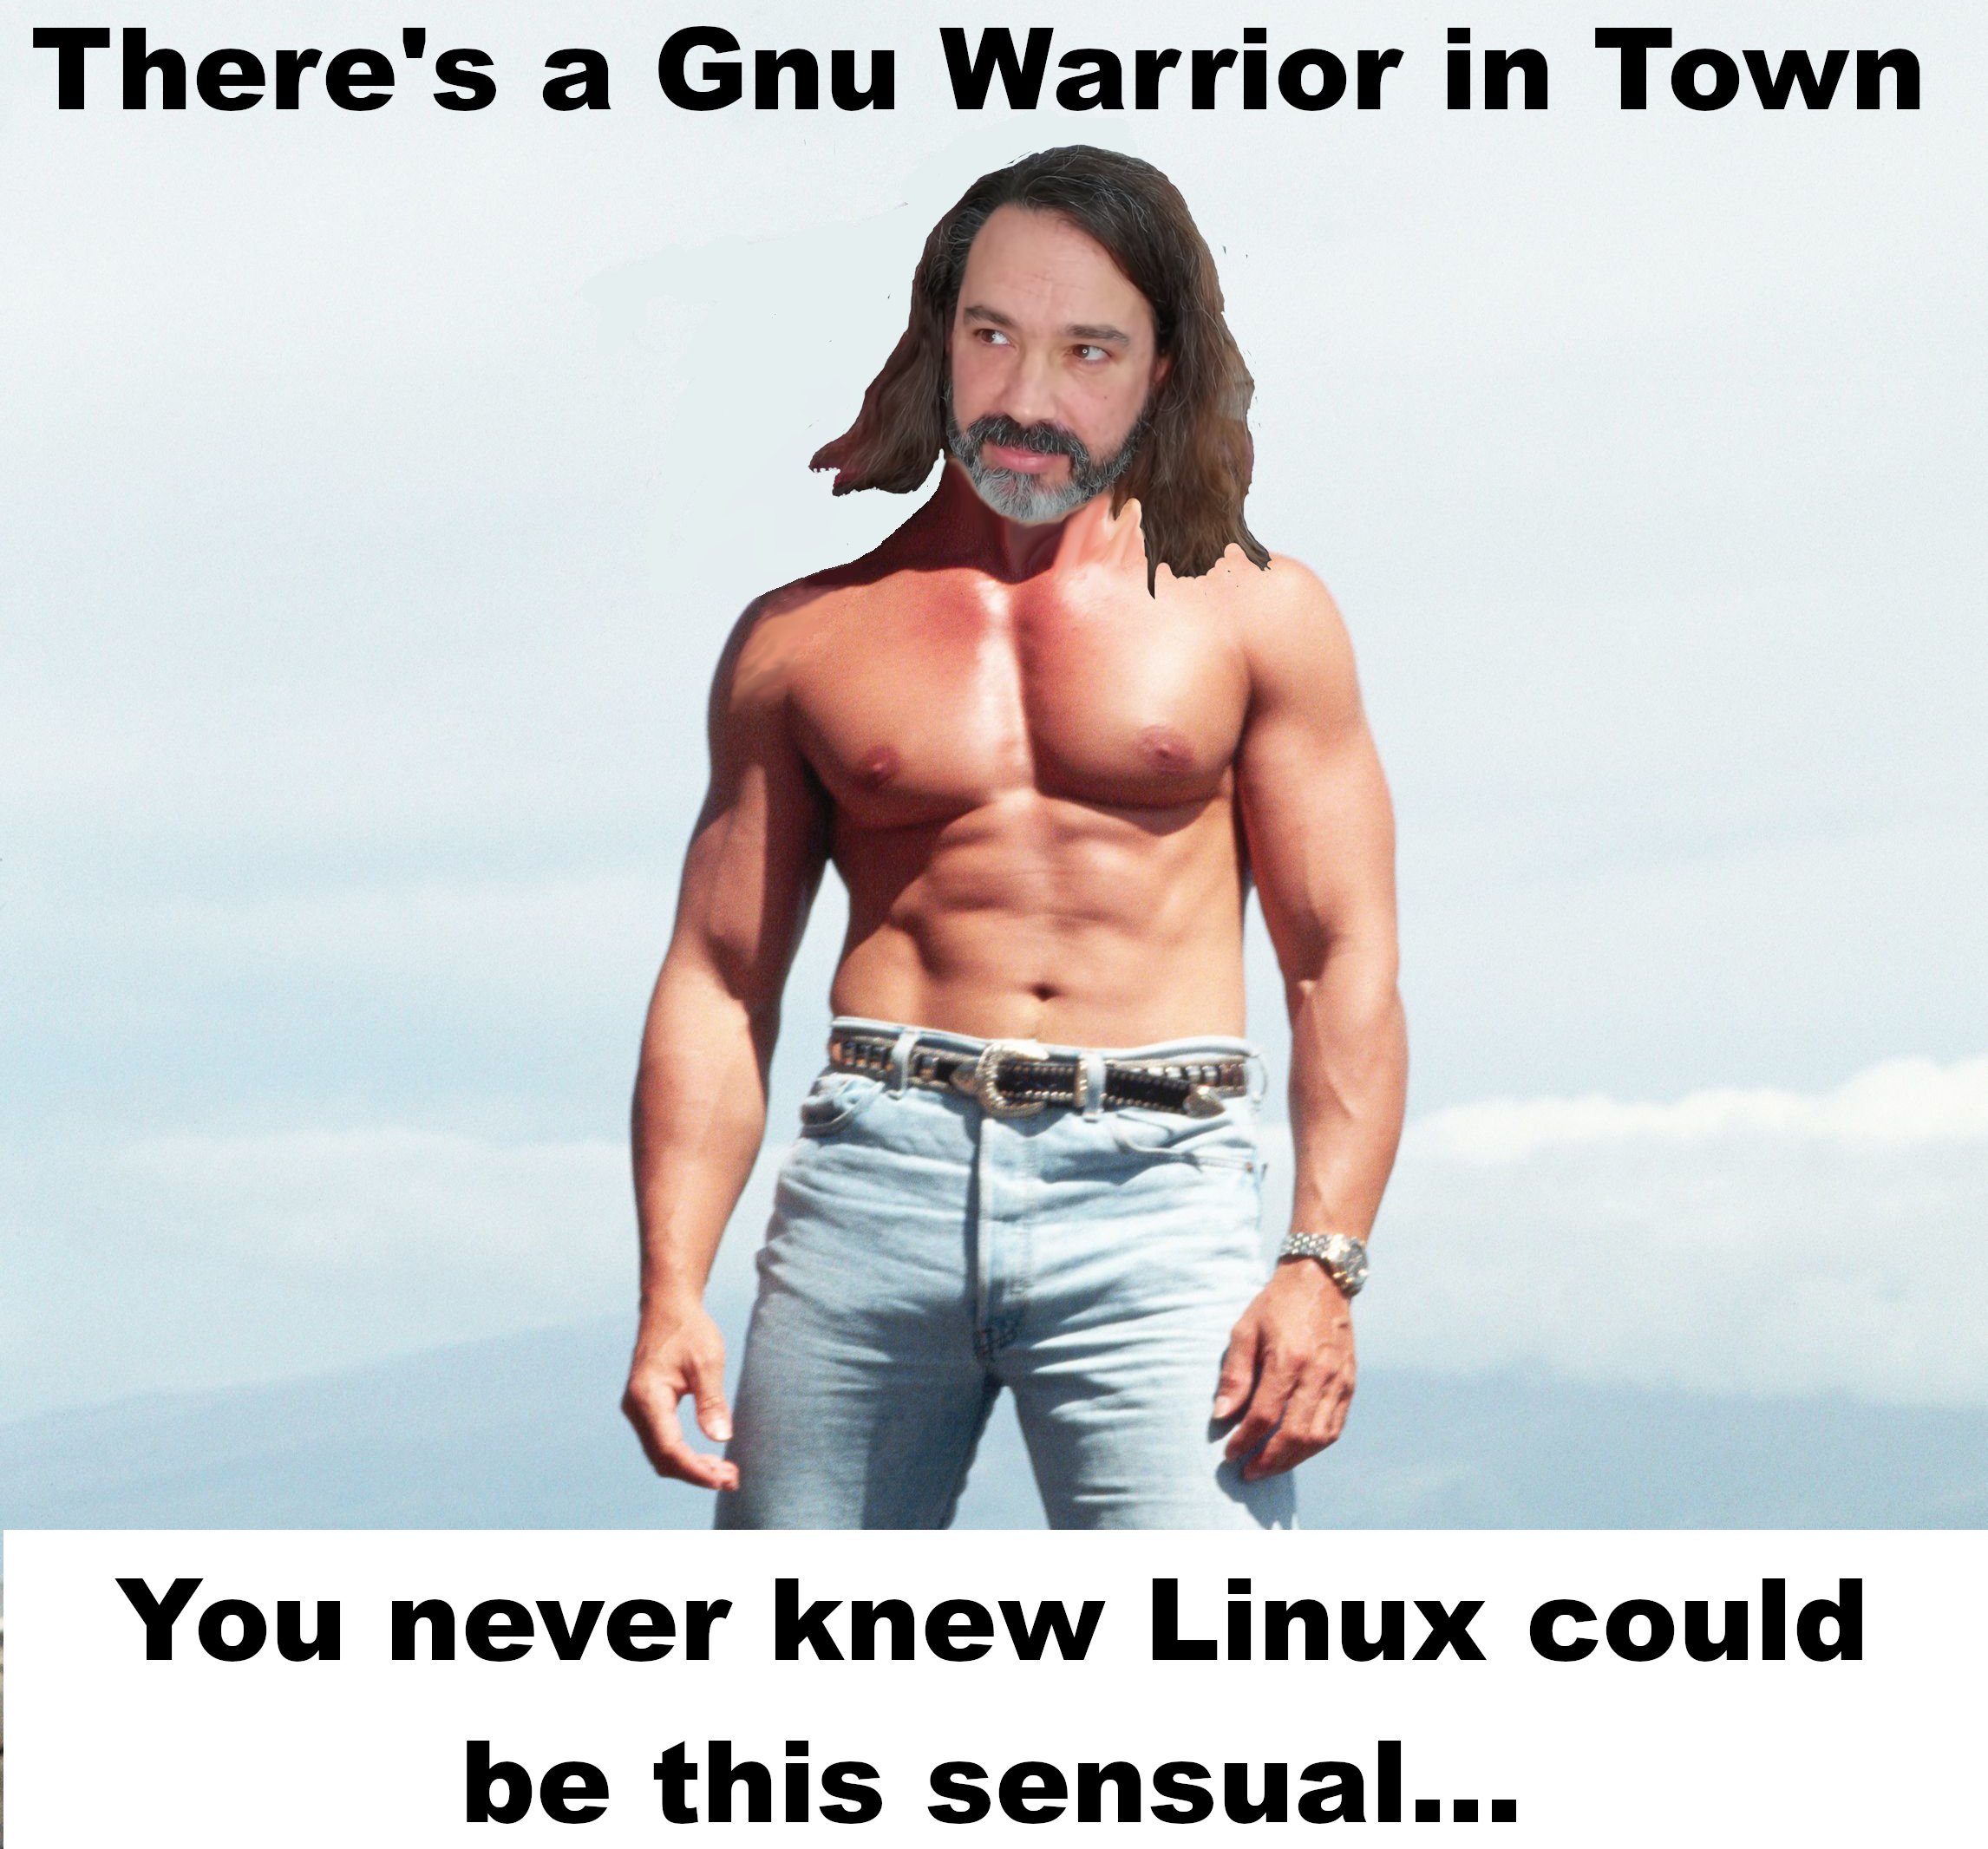 There's a Gnu Warrior in Town
You never knew Linux could
be this sensual...